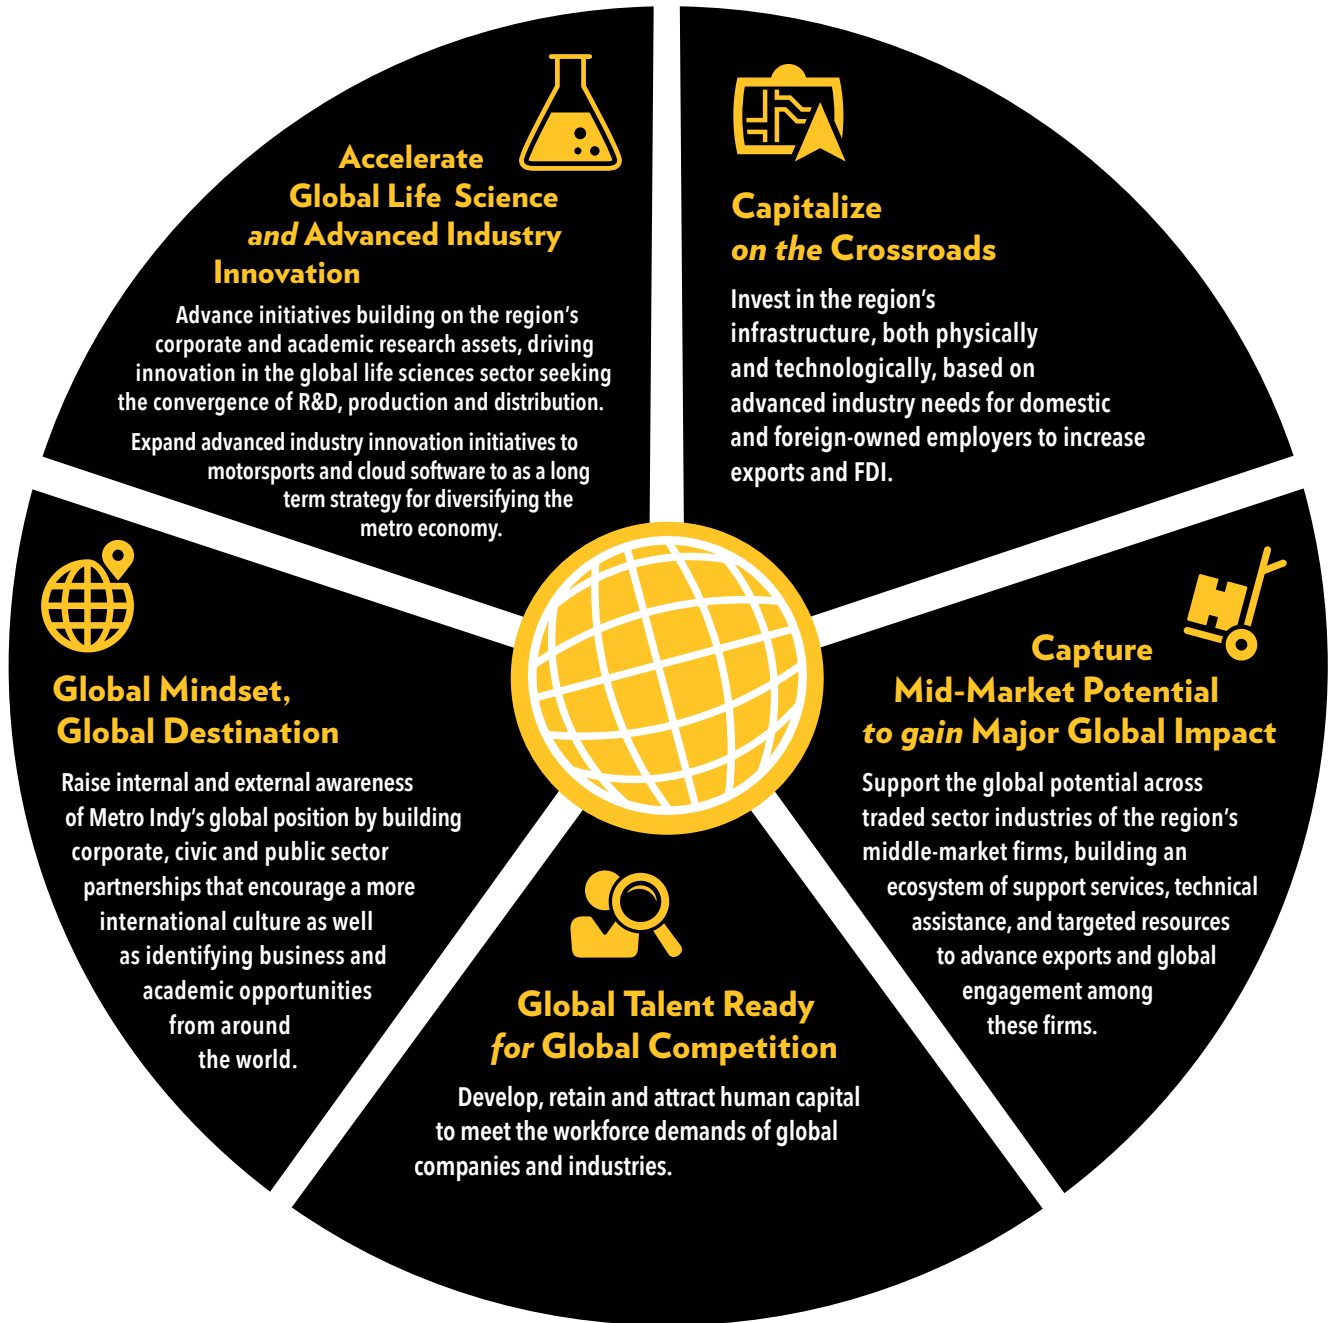 Accelerate
Global Life Science
and Advanced Industry
Innovation
Advance initiatives building on the region's
corporate and academic research assets, driving
innovation in the global life sciences sector seeking
the convergence of R&D, production and distribution.
Expand advanced industry innovation initiatives to
motorsports and cloud software to as a long
term strategy for diversifying the
metro economy.
Capitalize
on the Crossroads
Invest in the region's
infrastructure, both physically
and technologically, based on
advanced industry needs for domestic
and foreign-owned employers to increase
exports and FDI.
Capture
Mid-Market Potential
to gain Major Global Impact
Support the global potential across
traded sector industries of the region's
middle-market firms, building an
ecosystem of support services, technical
assistance, and targeted resources
to advance exports and global
engagement among
these firms.
Global Talent Ready
for Global Competition
Develop, retain and attract human capital
to meet the workforce demands of global
companies and industries.
Global Mindset,
Global Destination
Raise internal and external awareness
of Metro Indy's global position by building
corporate, civic and public sector
partnerships that encourage a more
international culture as well
as identifying business and
academic opportunities
from around
the world.